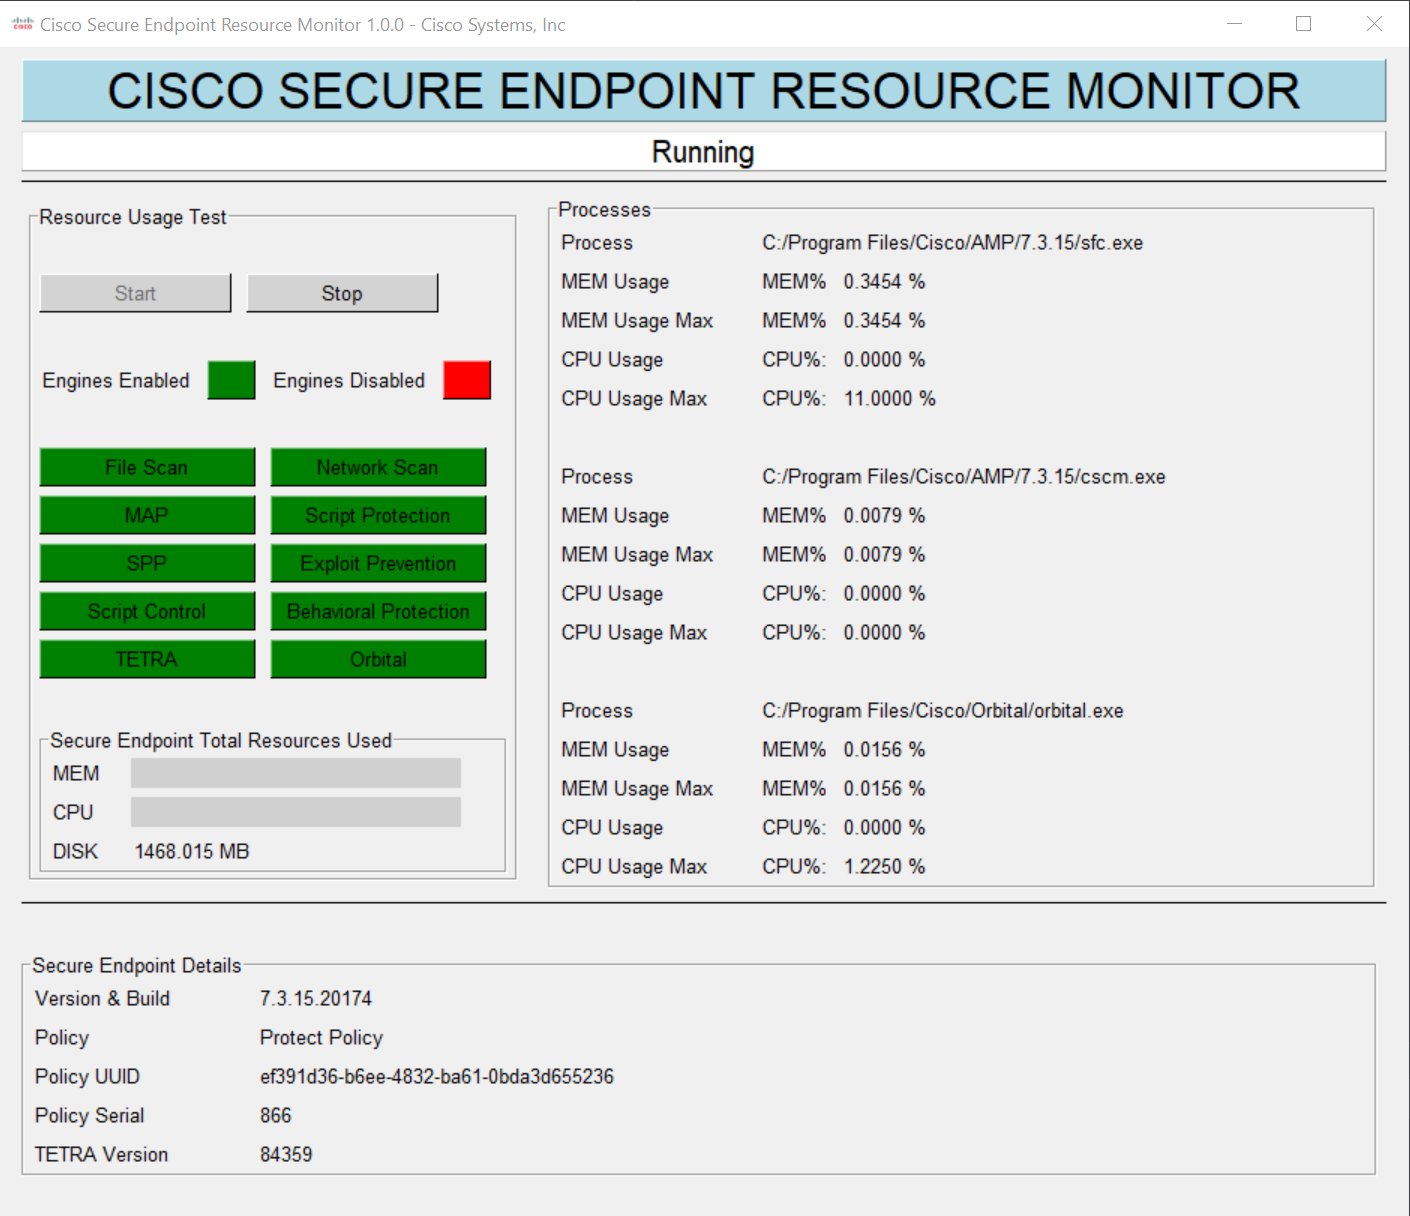 Cisco Secure Endpoint Resource Monitor 1.0.0 - Cisco Systems, Inc
CISCO SECURE ENDPOINT RESOURCE MONITOR
Running
Resource Usage Test
Start Stop
Engines Enabled Engines Disabled
File Scan Network Scan
MAP Script Protection
SPP Exploit Prevention
Script Control Behavioral Protection
TETRA Orbital
Secure Endpoint Total Resources Used
MEM
CPU
DISK 1468.015 MB
Processes
Process C:/Program Files/Cisco/AMP/7.3.15/sfc.exe
MEM Usage MEM% 0.3454 %
MEM Usage Max MEM% 0.3454 %
CPU Usage CPU%: 0.0000 %
CPU Usage Max CPU%: 11.0000 %
Process C:/Program Files/Cisco/AMP/7.3.15/cscm.exe
MEM Usage MEM% 0.0079 %
MEM Usage Max MEM% 0.0079 %
CPU Usage CPU%: 0.0000 %
CPU Usage Max CPU%: 0.0000 %
Process C:/Program Files/Cisco/Orbital/orbital.exe
MEM Usage MEM% 0.0156 %
MEM Usage Max MEM% 0.0156 %
CPU Usage CPU%: 0.0000 %
CPU Usage Max CPU%: 1.2250 %
Secure Endpoint Details
Version & Build 7.3.15.20174
Policy Protect Policy
Policy UUID ef391d36-b6ee-4832-ba61-0bda3d655236
Policy Serial 866
TETRA Version 84359